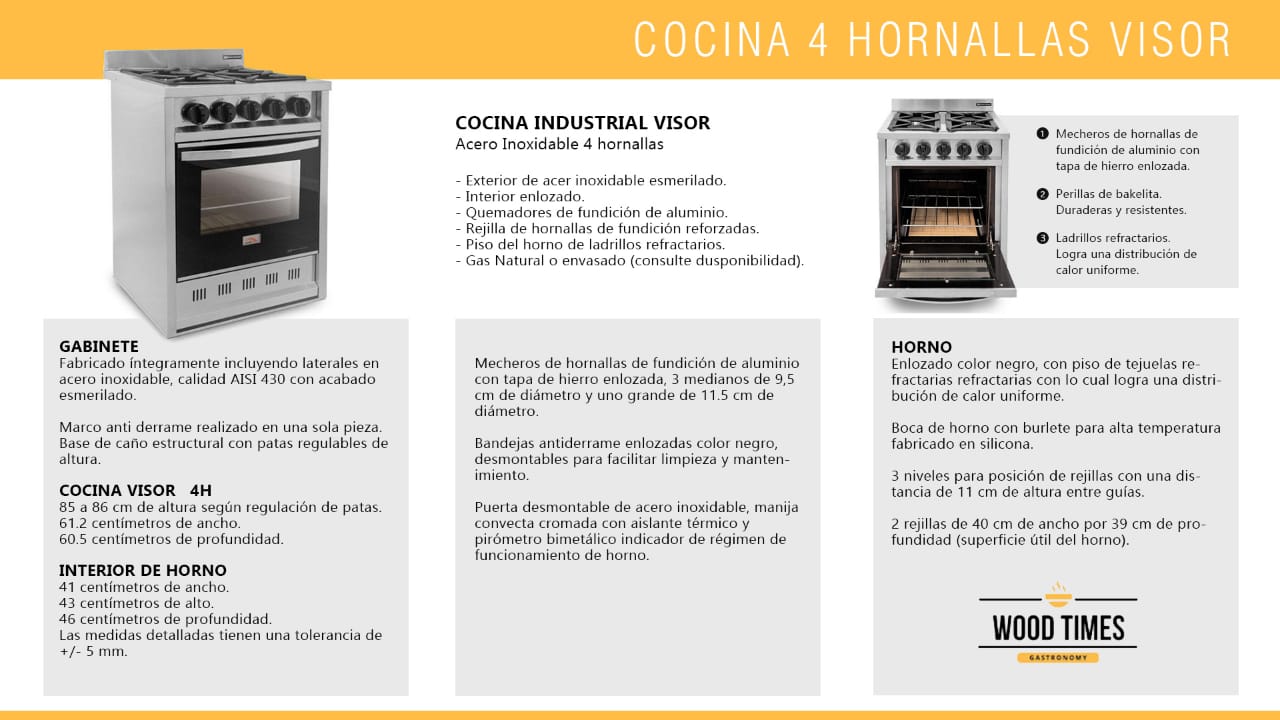 COCINA 4 HORNALLAS VISOR
COCINA INDUSTRIAL VISOR
Acero Inoxidable 4 hornallas
- Exterior de acer inoxidable esmerilado.
- Interior enlozado.
- Quemadores de fundición de aluminio.
- Rejilla de hornallas de fundición reforzadas.
- Piso del horno de ladrillos refractarios.
- Gas Natural o envasado (consulte dusponibilidad).
1 Mecheros de hornallas de
fundición de aluminio con
tapa de hierro enlozada.
2 Perillas de bakelita.
Duraderas y resistentes.
3 Ladrillos refractarios.
Logra una distribución de
calor uniforme.
GABINETE
Fabricado íntegramente incluyendo laterales en
acero inoxidable, calidad AISI 430 con acabado
esmerilado.
Marco anti derrame realizado en una sola pieza.
Base de caño estructural con patas regulables de
altura.
COCINA VISOR 4H
85 a 86 cm de altura según regulación de patas.
61.2 centímetros de ancho.
60.5 centímetros de profundidad.
INTERIOR DE HORNO
41 centímetros de ancho.
43 centímetros de alto.
46 centímetros de profundidad.
Las medidas detalladas tienen una tolerancia de
+/- 5 mm.
Mecheros de hornallas de fundición de aluminio
con tapa de hierro enlozada, 3 medianos de 9,5
cm de diámetro y uno grande de 11.5 cm de
diámetro.
Bandejas antiderrame enlozadas color negro,
desmontables para facilitar limpieza y manten-
imiento.
Puerta desmontable de acero inoxidable, manija
convecta cromada con aislante térmico y
pirómetro bimetálico indicador de régimen de
funcionamiento de horno.
HORNO
Enlozado color negro, con piso de tejuelas re-
fractarias refractarias con lo cual logra una distri-
bución de calor uniforme.
Boca de horno con burlete para alta temperatura
fabricado en silicona.
3 niveles para posición de rejillas con una dis-
tancia de 11 cm de altura entre guías.
2 rejillas de 40 cm de ancho por 39 cm de pro-
fundidad (superficie útil del horno).
WOOD TIMES
GASTRONOMY